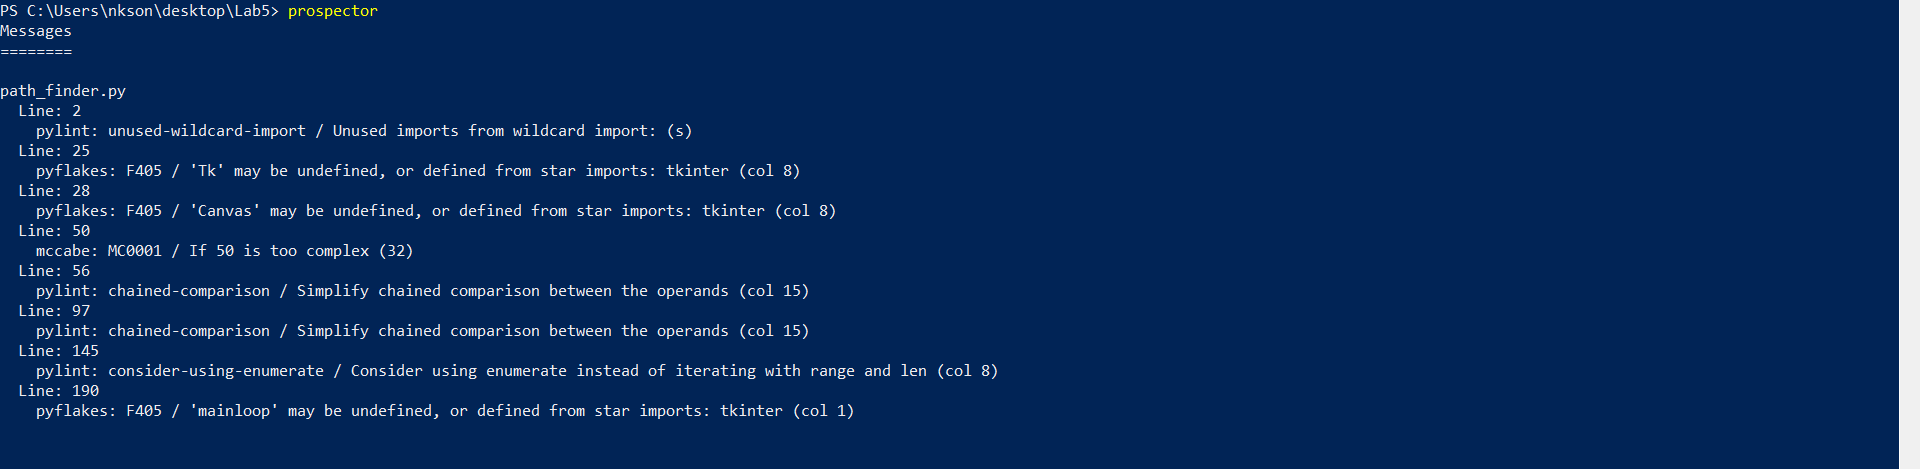 PS C:\Users\nkson\desktop\Lab5> prospector
Messages
========
path_finder.py
Line: 2
pylint: unused-wildcard-import / Unused imports from wildcard import: (s)
Line: 25
pyflakes: F405 / 'Tk' may be undefined, or defined from star imports: tkinter (col 8)
Line: 28
pyflakes: F405 / 'Canvas' may be undefined, or defined from star imports: tkinter (col 8)
Line: 50
mccabe: MC0001 / If 50 is too complex (32)
Line: 56
pylint: chained-comparison / Simplify chained comparison between the operands (col 15)
Line: 97
pylint: chained-comparison / Simplify chained comparison between the operands (col 15)
Line: 145
pylint: consider-using-enumerate / Consider using enumerate instead of iterating with range and len (col 8)
Line: 190
pyflakes: F405 / 'mainloop' may be undefined, or defined from star imports: tkinter (col 1)